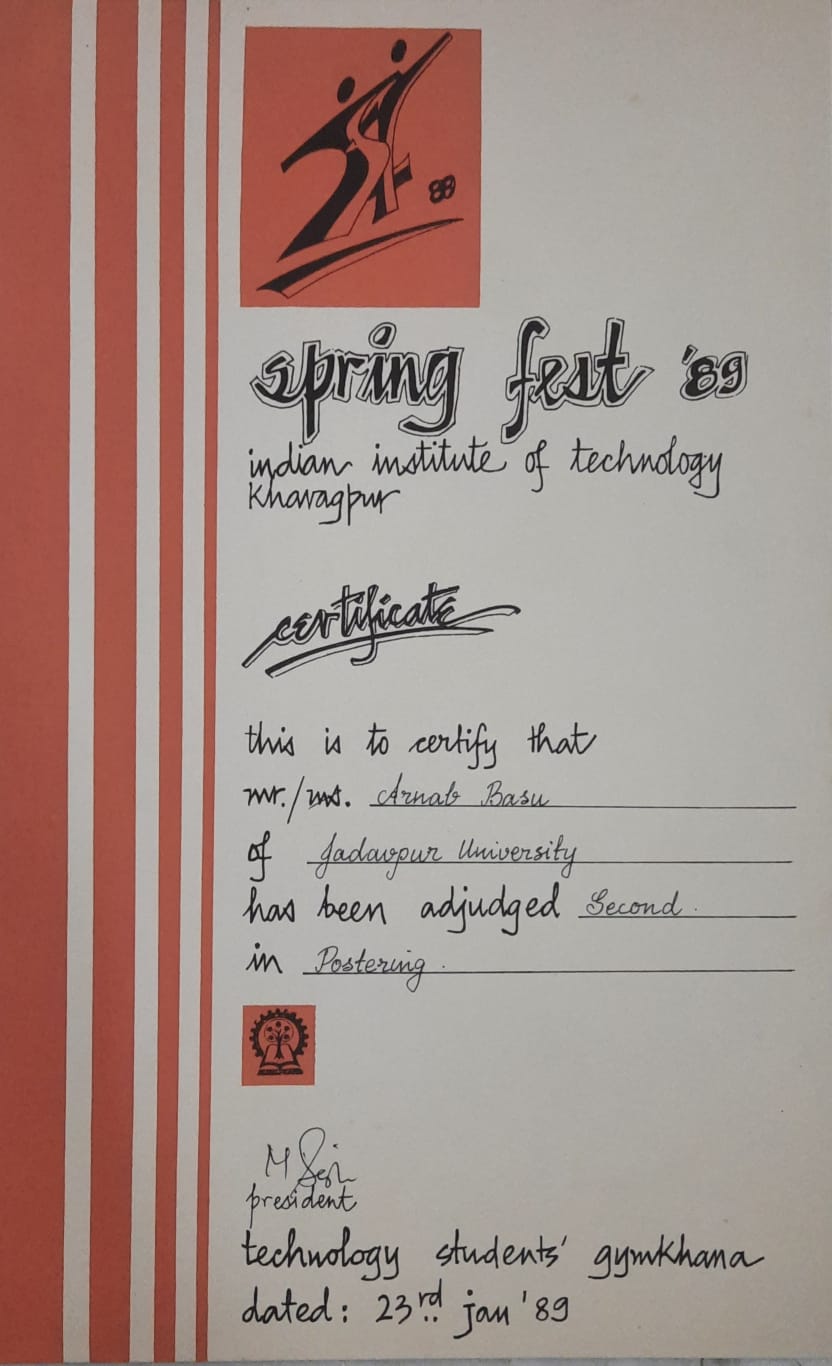 89
spring fest '89
indian institute of technology
Kharagpur
certificate
this is to certify that
mr./ms. Arnab Basu
of Jadavpur University
has been adjudged Second.
in Postering.
M
president
technology students' gymkhana
dated: 23rd jan '89